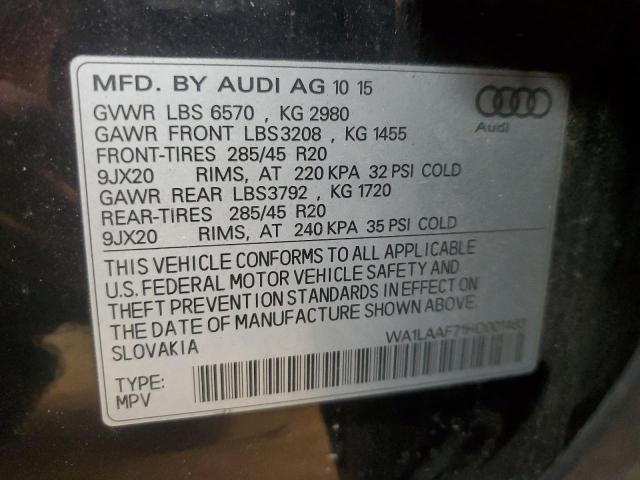 MFD. BY AUDI AG 10 15
GVWR LBS 6570 , KG 2980
GAWR FRONT LBS3208 , KG 1455
FRONT-TIRES 285/45 R20
9JX20 RIMS, AT 220 KPA 32 PSI COLD
GAWR REAR LBS3792 , KG 1720
REAR-TIRES 285/45 R20
9JX20 RIMS, AT 240 KPA 35 PSI COLD
Audi
THIS VEHICLE CONFORMS TO ALL APPLICABLE
U.S. FEDERAL MOTOR VEHICLE SAFETY AND
THEFT PREVENTION STANDARDS IN EFFECT ON
THE DATE OF MANUFACTURE SHOWN ABOVE.
SLOVAKIA
TYPE:
MPV